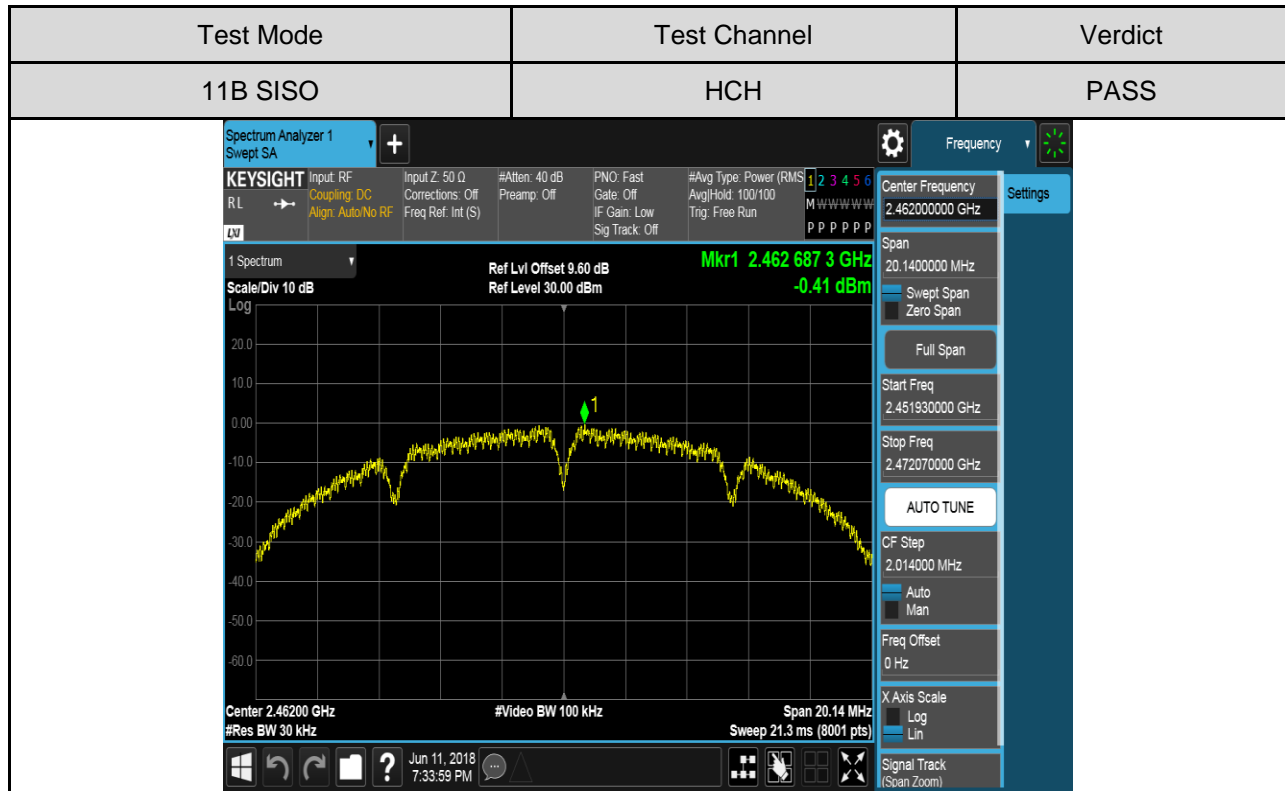 Test Mode Test Channel Verdict
11B SISO HCH PASS
Spectrum Analyzer 1
Swept SA
+
Frequency
KEYSIGHT
RL
LXI
Input: RF
Coupling: DC
Align: Auto/No RF
Input Z: 50 Ω
Corrections: Off
Freq Ref: Int (S)
#Atten: 40 dB
Preamp: Off
PNO: Fast
Gate: Off
IF Gain: Low
Sig Track: Off
#Avg Type: Power (RMS
Avg|Hold: 100/100
Trig: Free Run
1 2 3 4 5 6
M W W W W W
P P P P P P
1 Spectrum
Scale/Div 10 dB
Log
Ref Lvl Offset 9.60 dB
Ref Level 30.00 dBm
Mkr1 2.462 687 3 GHz
-0.41 dBm
20.0
10.0
0.00
-10.0
-20.0
-30.0
-40.0
-50.0
-60.0
1
Center 2.46200 GHz
#Res BW 30 kHz
#Video BW 100 kHz
Span 20.14 MHz
Sweep 21.3 ms (8001 pts)
Center Frequency
2.462000000 GHz
Settings
Span
20.1400000 MHz
Swept Span
Zero Span
Full Span
Start Freq
2.451930000 GHz
Stop Freq
2.472070000 GHz
AUTO TUNE
CF Step
2.014000 MHz
Auto
Man
Freq Offset
0 Hz
X Axis Scale
Log
Lin
Signal Track
(Span Zoom)
?
Jun 11, 2018
7:33:59 PM